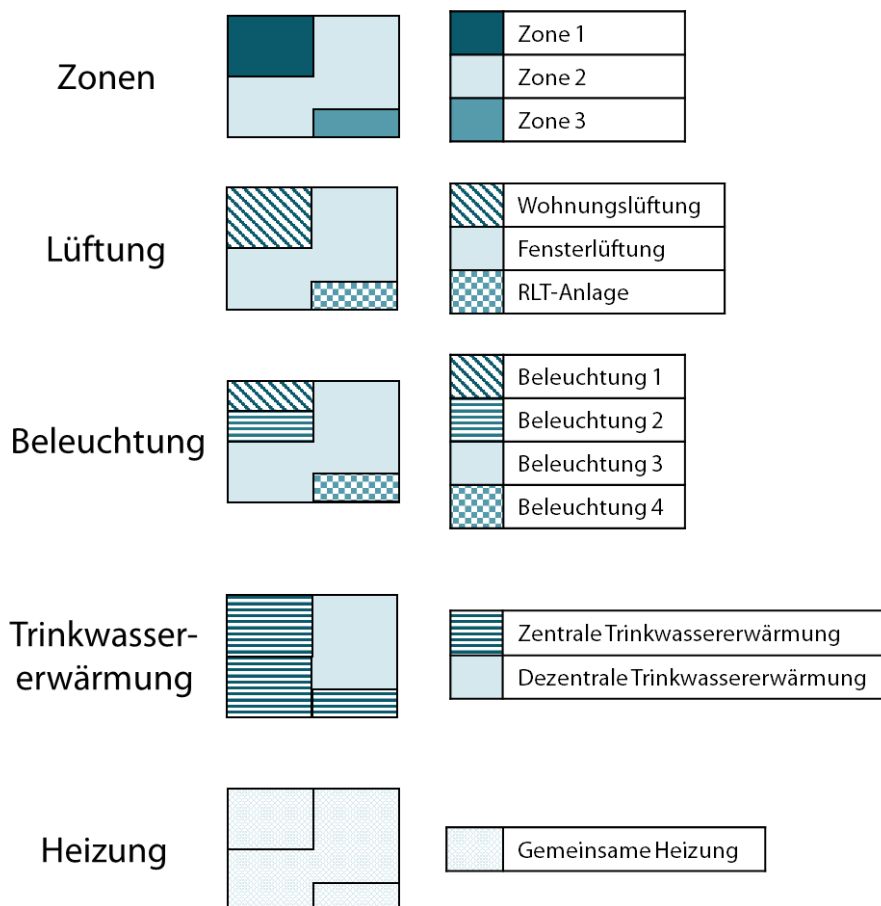 Zonen
Zone 1
Zone 2
Zone 3
Lüftung
Wohnungslüftung
Fensterlüftung
RLT-Anlage
Beleuchtung
Beleuchtung 1
Beleuchtung 2
Beleuchtung 3
Beleuchtung 4
Trinkwasser-
erwärmung
Zentrale Trinkwassererwärmung
Dezentrale Trinkwassererwärmung
Heizung
Gemeinsame Heizung